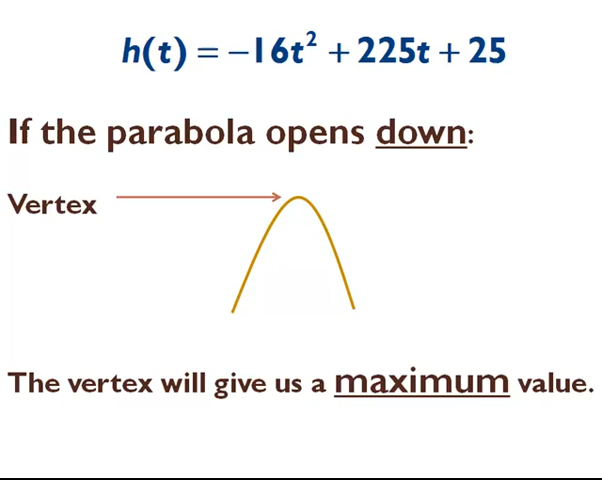 h(t) = −16t² + 225t + 25
If the parabola opens down:
Vertex
The vertex will give us a maximum value.